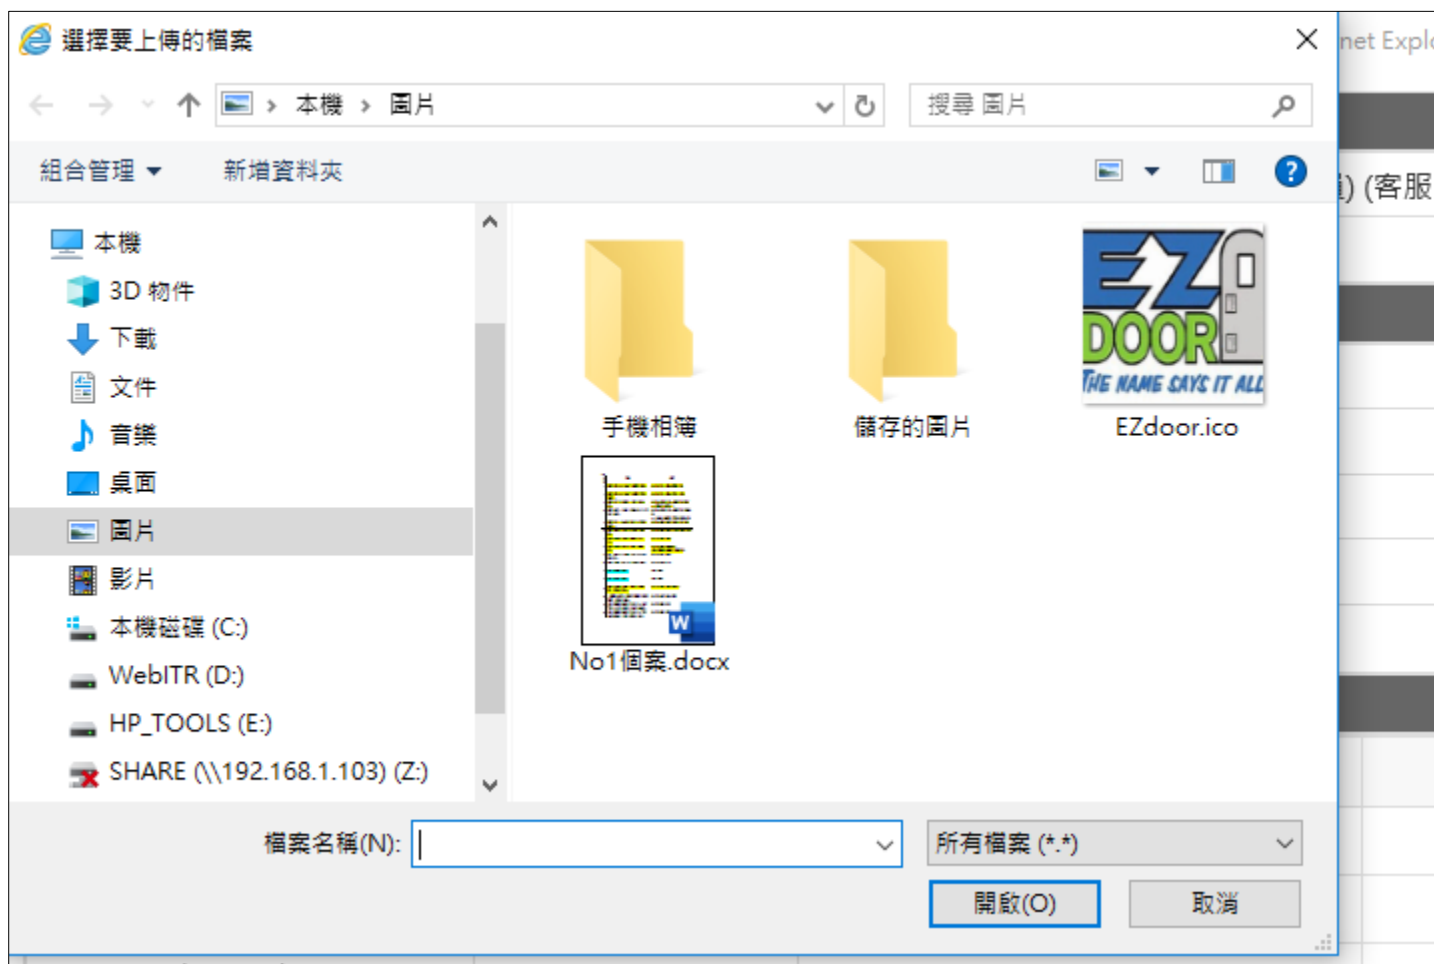 選擇要上傳的檔案
net Explo
本機 › 圖片
搜尋 圖片
組合管理
新增資料夾
(客服
本機
3D 物件
下載
文件
音樂
桌面
圖片
影片
本機磁碟 (C:)
WebITR (D:)
HP_TOOLS (E:)
SHARE (\\192.168.1.103) (Z:)
手機相簿
儲存的圖片
EZ
DOOR
THE NAME SAYS IT ALL
EZdoor.ico
W
No1個案.docx
檔案名稱(N):
所有檔案 (*.*)
開啟(O)
取消